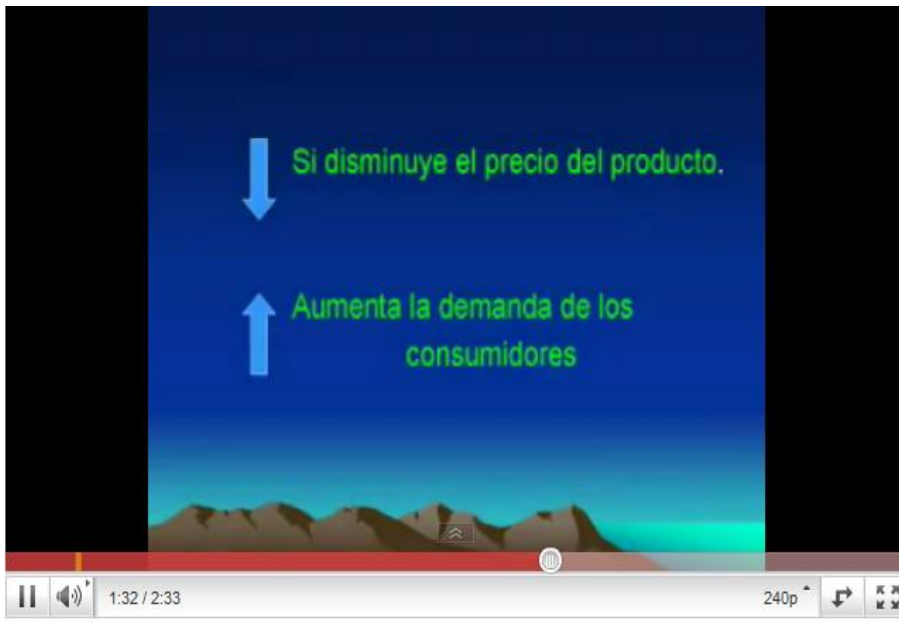 Si disminuye el precio del producto.
Aumenta la demanda de los
consumidores
1:32 / 2:33
240p